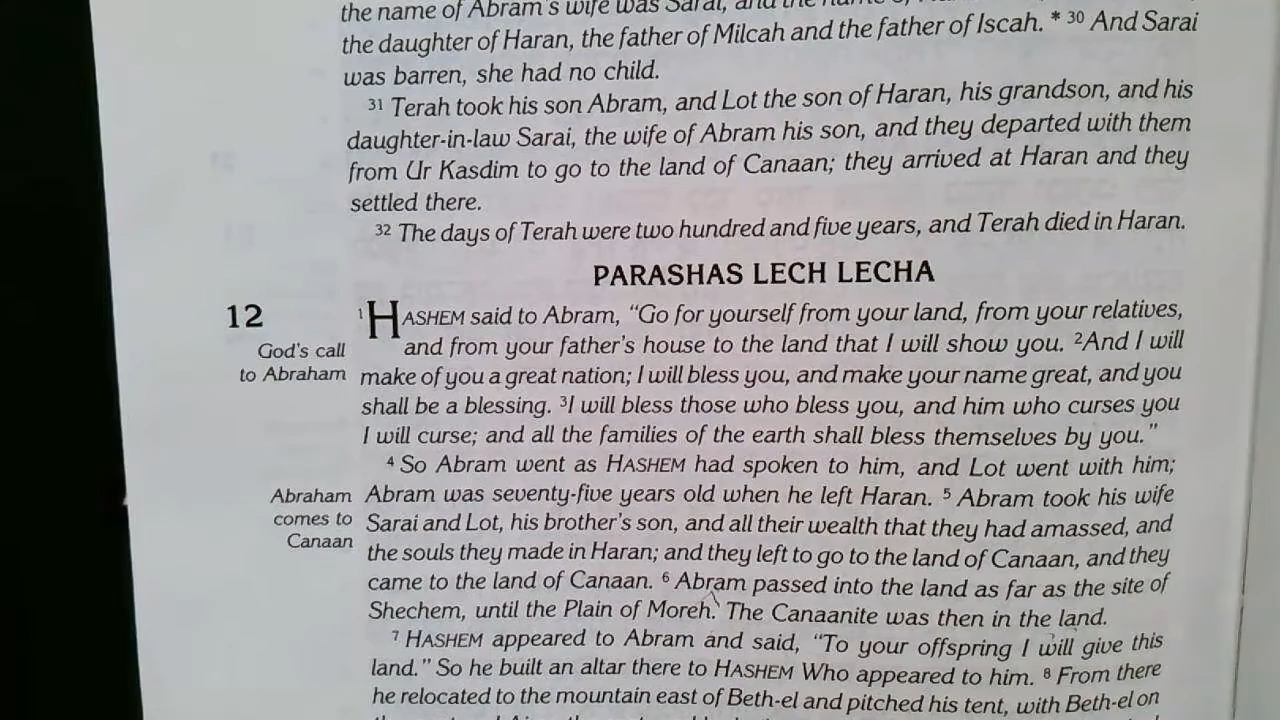 the name of Abram's wife was Sarai, and the name of
the daughter of Haran, the father of Milcah and the father of Iscah. * 30 And Sarai
was barren, she had no child.
31 Terah took his son Abram, and Lot the son of Haran, his grandson, and his
daughter-in-law Sarai, the wife of Abram his son, and they departed with them
from Ur Kasdim to go to the land of Canaan; they arrived at Haran and they
settled there.
32 The days of Terah were two hundred and five years, and Terah died in Haran.
PARASHAS LECH LECHA
12
1 HASHEM said to Abram, “Go for yourself from your land, from your relatives,
God's call
and from your father's house to the land that I will show you. 2And I will
to Abraham
make of you a great nation; I will bless you, and make your name great, and you
shall be a blessing. 3I will bless those who bless you, and him who curses you
I will curse; and all the families of the earth shall bless themselves by you.”
4 So Abram went as HASHEM had spoken to him, and Lot went with him;
Abraham
Abram was seventy-five years old when he left Haran. 5 Abram took his wife
comes to
Sarai and Lot, his brother's son, and all their wealth that they had amassed, and
Canaan
the souls they made in Haran; and they left to go to the land of Canaan, and they
came to the land of Canaan. 6 Abram passed into the land as far as the site of
Shechem, until the Plain of Moreh. The Canaanite was then in the land.
7 HASHEM appeared to Abram and said, “To your offspring I will give this
land.” So he built an altar there to HASHEM Who appeared to him. 8 From there
he relocated to the mountain east of Beth-el and pitched his tent, with Beth-el on